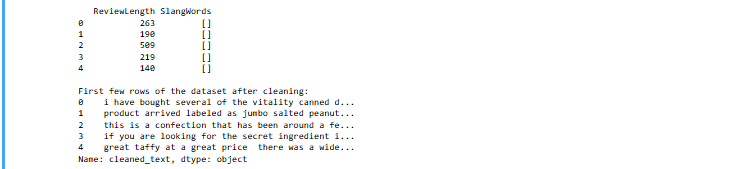 ReviewLength SlangWords
0 263 []
1 190 []
2 509 []
3 219 []
4 140 []
First few rows of the dataset after cleaning:
0 i have bought several of the vitality canned d...
1 product arrived labeled as jumbo salted peanut...
2 this is a confection that has been around a fe...
3 if you are looking for the secret ingredient i...
4 great taffy at a great price there was a wide...
Name: cleaned_text, dtype: object